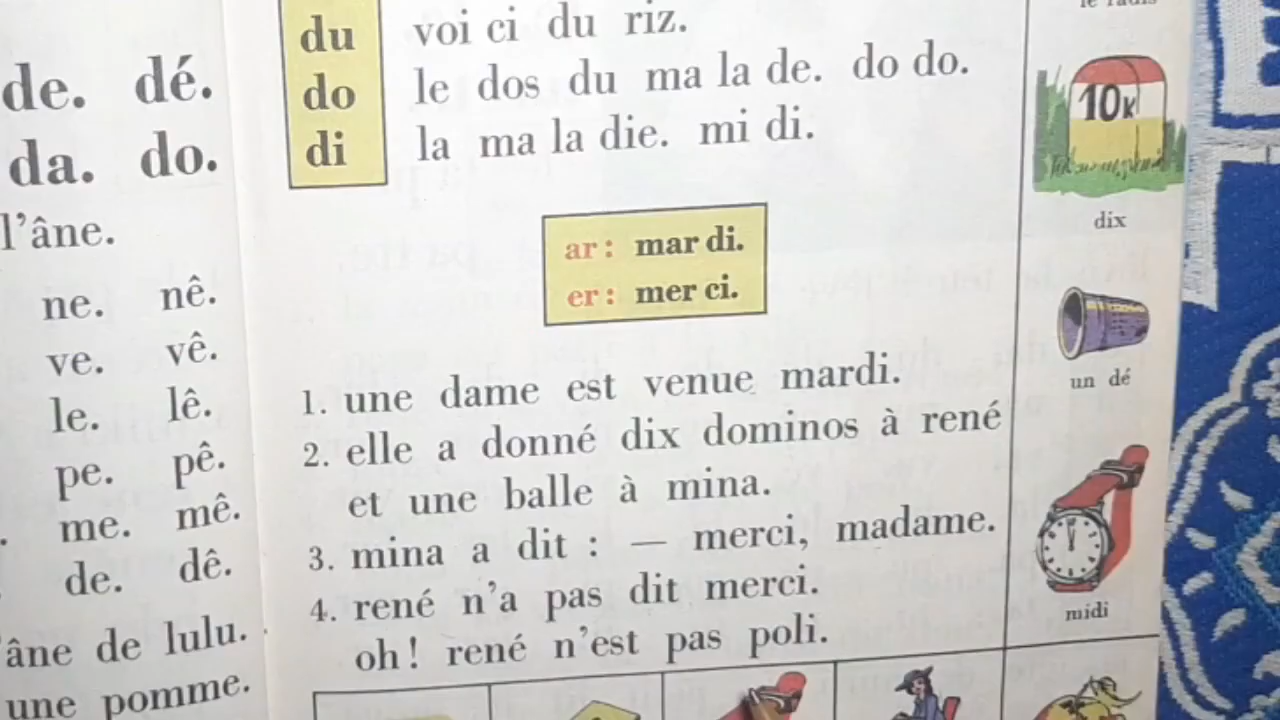 de. dé.
da. do.
l'âne.
ne. nê.
ve. vê.
le. lê.
pe. pê.
me. mê.
de. dê.
âne de lulu.
une pomme.
du voi ci du riz.
do le dos du ma la de. do do.
di la ma la die. mi di.
ar : mar di.
er : mer ci.
1. une dame est venue mardi.
2. elle a donné dix dominos à rené
et une balle à mina.
3. mina a dit : — merci, madame.
4. rené n'a pas dit merci.
oh ! rené n'est pas poli.
le radis
10K
dix
un dé
midi